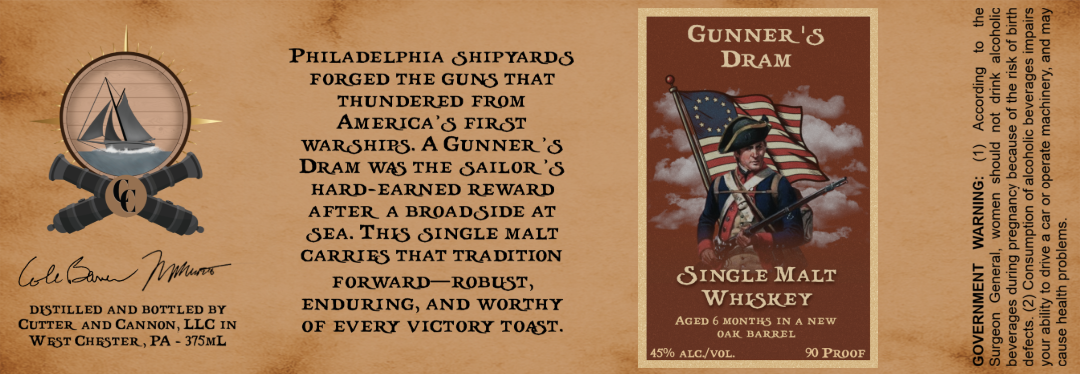 CC
DISTILLED AND BOTTLED BY
CUTTER AND CANNON, LLC IN
WEST CHESTER, PA - 375ML
PHILADELPHIA SHIPYARDS
FORGED THE GUNS THAT
THUNDERED FROM
AMERICA'S FIRST
WARSHIPS. A GUNNER'S
DRAM WAS THE SAILOR'S
HARD-EARNED REWARD
AFTER A BROADSIDE AT
SEA. THIS SINGLE MALT
CARRIES THAT TRADITION
FORWARD—ROBUST,
ENDURING, AND WORTHY
OF EVERY VICTORY TOAST.
GUNNER'S
DRAM
SINGLE MALT
WHISKEY
AGED 6 MONTHS IN A NEW
OAK BARREL
45% ALC./VOL. 90 PROOF
GOVERNMENT WARNING: (1) According to the
Surgeon General, women should not drink alcoholic
beverages during pregnancy because of the risk of birth
defects. (2) Consumption of alcoholic beverages impairs
your ability to drive a car or operate machinery, and may
cause health problems.